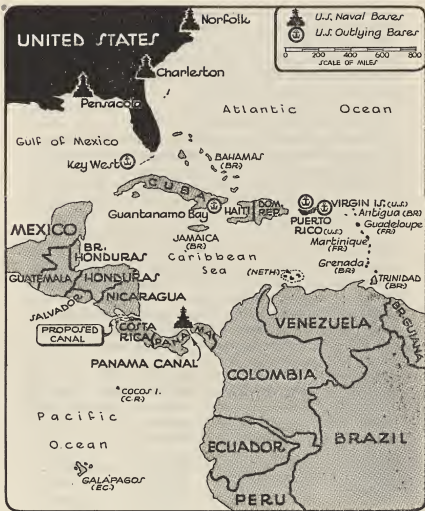 Norfolk
U.S. Naval Bases
U.S. Outlying Bases
0 200 400 600 800
SCALE OF MILES
UNITED STATES
Charleston
Pensacola
Atlantic Ocean
Gulf of Mexico
Key West
BAHAMAS
(BR.)
CUBA
Guantanamo Bay
HAITI
DOM.
REP.
PUERTO
RICO (U.S.)
VIRGIN IS. (U.S.)
Antigua (BR)
Guadeloupe
(FR.)
Martinique
(FR.)
Grenada
(BR)
TRINIDAD
(BR.)
JAMAICA
(BR)
Caribbean
Sea
(NETH)
MEXICO
BR.
HONDURAS
GUATEMALA
HONDURAS
SALVADOR
NICARAGUA
PROPOSED
CANAL
COSTA
RICA
PANAMA
PANAMA CANAL
VENEZUELA
BR. GUIANA
COLOMBIA
COCOS I.
(C.R.)
Pacific
Ocean
GALÁPAGOS
(EC.)
ECUADOR
BRAZIL
PERU